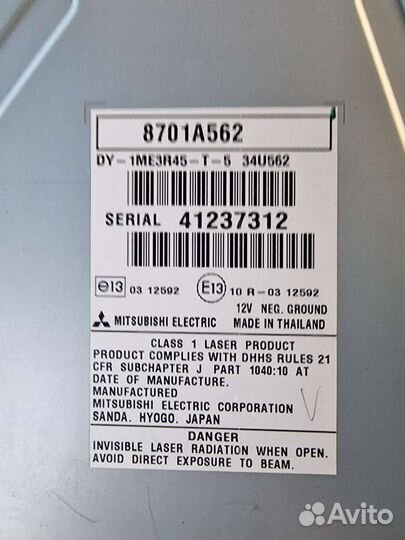 8701A562
DY-1ME3R45-T-5 34U562
SERIAL 41237312
e13 03 12592 E13 10 R-03 12592
12V NEG. GROUND
MITSUBISHI ELECTRIC MADE IN THAILAND
CLASS 1 LASER PRODUCT
PRODUCT COMPLIES WITH DHHS RULES 21
CFR SUBCHAPTER J PART 1040:10 AT
DATE OF MANUFACTURE.
MANUFACTURED
MITSUBISHI ELECTRIC CORPORATION
SANDA, HYOGO, JAPAN
V
DANGER
INVISIBLE LASER RADIATION WHEN OPEN.
AVOID DIRECT EXPOSURE TO BEAM.
Avito